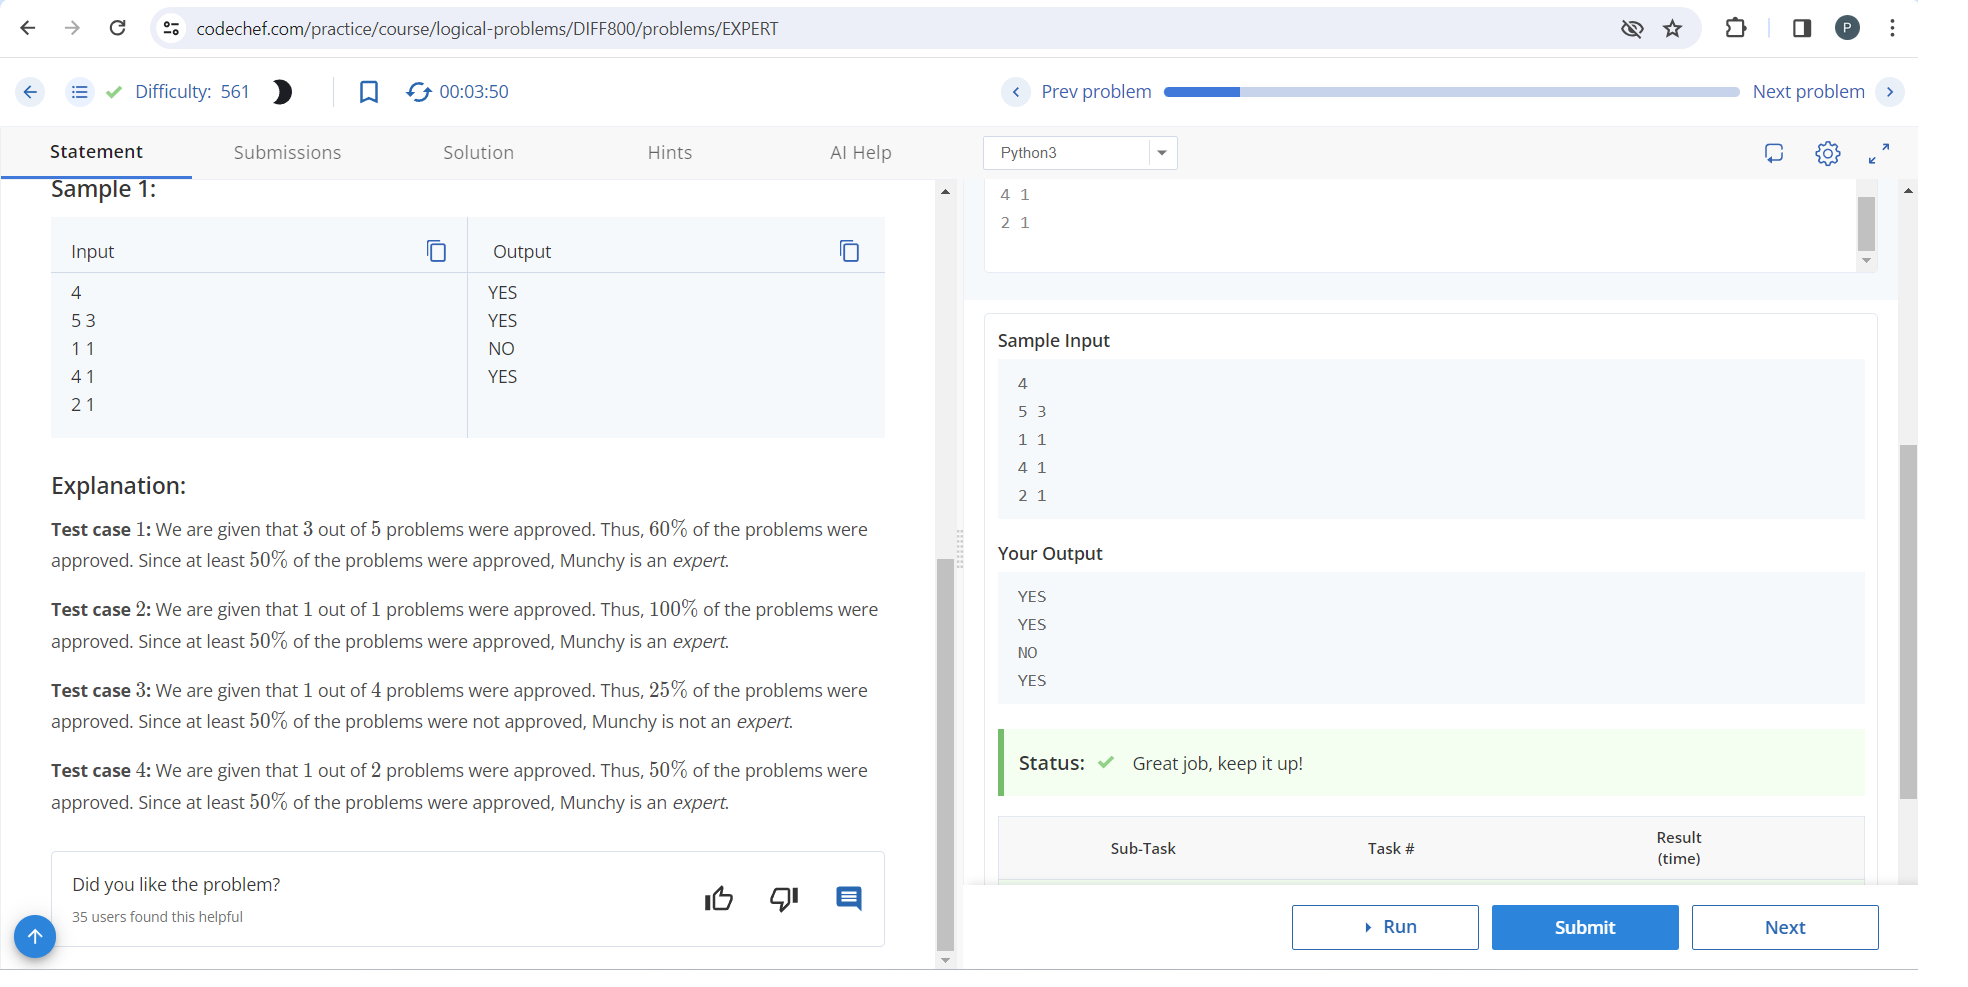 codechef.com/practice/course/logical-problems/DIFF800/problems/EXPERT
P
Difficulty: 561
00:03:50
Prev problem
Next problem
Statement
Submissions
Solution
Hints
AI Help
Python3
Sample 1:
Input
Output
4
5 3
1 1
4 1
2 1
YES
YES
NO
YES
Explanation:
Test case 1: We are given that 3 out of 5 problems were approved. Thus, 60% of the problems were
approved. Since at least 50% of the problems were approved, Munchy is an expert.
Test case 2: We are given that 1 out of 1 problems were approved. Thus, 100% of the problems were
approved. Since at least 50% of the problems were approved, Munchy is an expert.
Test case 3: We are given that 1 out of 4 problems were approved. Thus, 25% of the problems were
approved. Since at least 50% of the problems were not approved, Munchy is not an expert.
Test case 4: We are given that 1 out of 2 problems were approved. Thus, 50% of the problems were
approved. Since at least 50% of the problems were approved, Munchy is an expert.
Did you like the problem?
35 users found this helpful
4 1
2 1
Sample Input
4
5 3
1 1
4 1
2 1
Your Output
YES
YES
NO
YES
Status: Great job, keep it up!
Sub-Task
Task #
Result
(time)
Run
Submit
Next